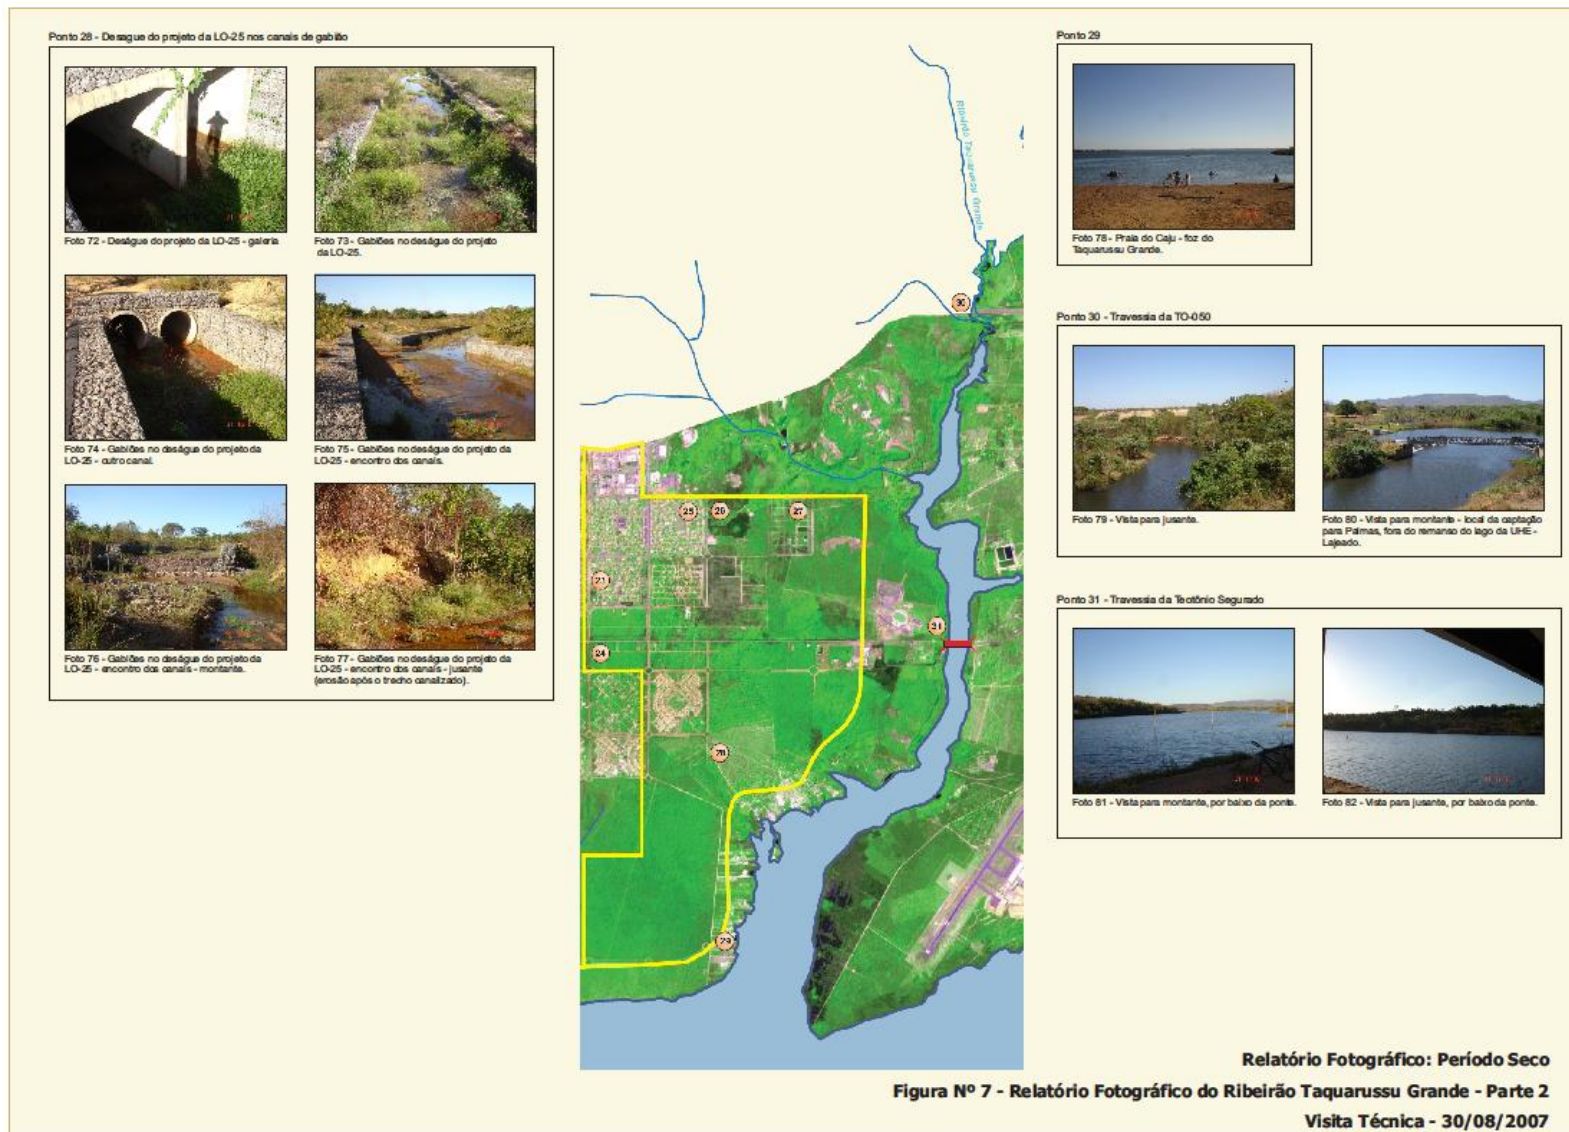 Ponto 28 - Desague do projeto da LO-25 nos canais de gabião
Foto 72 - Deságue do projeto da LO-25 - galeria
Foto 73 - Gabiões no deságue do projeto
da LO-25.
Foto 74 - Gabiões no deságue do projeto da
LO-25 - outro canal.
Foto 75 - Gabiões no deságue do projeto da
LO-25 - encontro dos canais.
Foto 76 - Gabiões no deságue do projeto da
LO-25 - encontro dos canais - montante.
Foto 77 - Gabiões no deságue do projeto da
LO-25 - encontro dos canais - jusante
(erosão após o trecho canalizado).
Ribeirão Taquarussu Grande
30
25
26
27
23
24
31
28
29
Ponto 29
Foto 78 - Praia do Caju - foz do
Taquarussu Grande.
Ponto 30 - Travessia da TO-050
Foto 79 - Vista para jusante.
Foto 80 - Vista para montante - local da captação
para Palmas, fora do remanso do lago da UHE -
Lajeado.
Ponto 31 - Travessia da Teotônio Segurado
Foto 81 - Vista para montante, por baixo da ponte.
Foto 82 - Vista para jusante, por baixo da ponte.
Relatório Fotográfico: Período Seco
Figura Nº 7 - Relatório Fotográfico do Ribeirão Taquarussu Grande - Parte 2
Visita Técnica - 30/08/2007